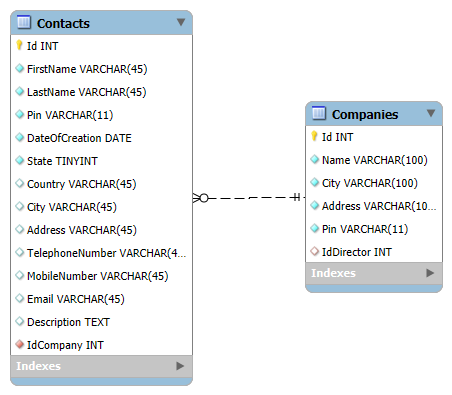 Contacts
Id INT
FirstName VARCHAR(45)
LastName VARCHAR(45)
Pin VARCHAR(11)
DateOfCreation DATE
State TINYINT
Country VARCHAR(45)
City VARCHAR(45)
Address VARCHAR(45)
TelephoneNumber VARCHAR(4...
MobileNumber VARCHAR(45)
Email VARCHAR(45)
Description TEXT
IdCompany INT
Indexes
Companies
Id INT
Name VARCHAR(100)
City VARCHAR(100)
Address VARCHAR(10...
Pin VARCHAR(11)
IdDirector INT
Indexes